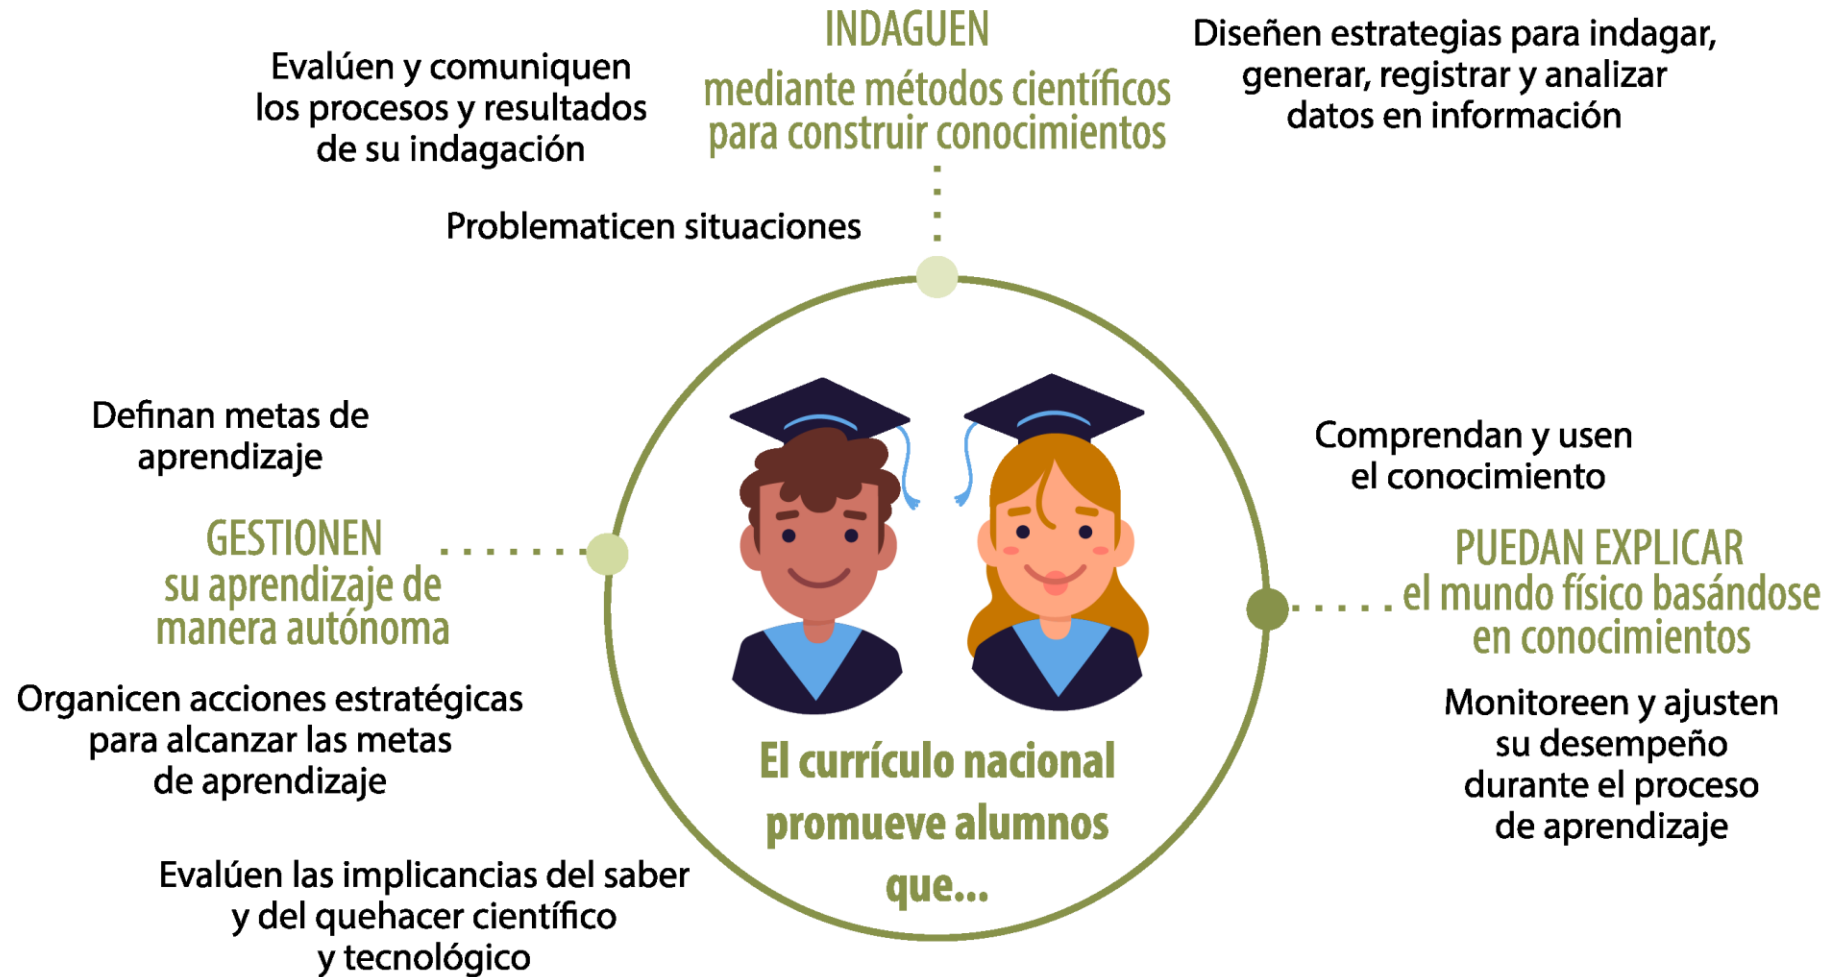 INDAGUEN
mediante métodos científicos
para construir conocimientos
Evalúen y comuniquen
los procesos y resultados
de su indagación
Diseñen estrategias para indagar,
generar, registrar y analizar
datos en información
Problematicen situaciones
Definan metas de
aprendizaje
GESTIONEN
su aprendizaje de
manera autónoma
Organicen acciones estratégicas
para alcanzar las metas
de aprendizaje
Evalúen las implicancias del saber
y del quehacer científico
y tecnológico
El currículo nacional
promueve alumnos
que...
Comprendan y usen
el conocimiento
PUEDAN EXPLICAR
el mundo físico basándose
en conocimientos
Monitoreen y ajusten
su desempeño
durante el proceso
de aprendizaje